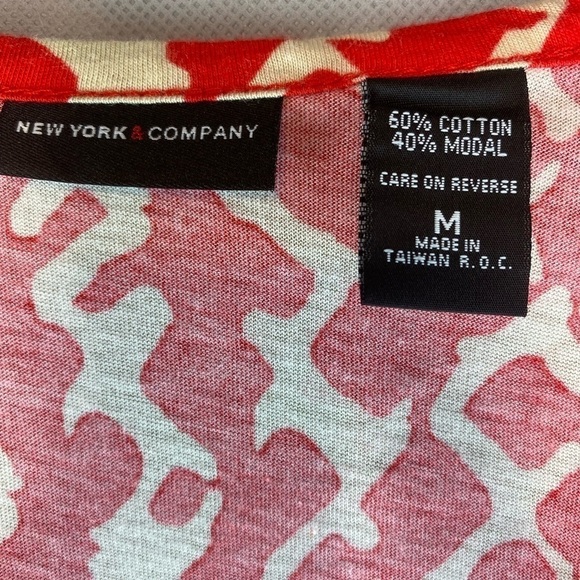 NEW YORK & COMPANY
60% COTTON
40% MODAL
CARE ON REVERSE
M
MADE IN
TAIWAN R.O.C.